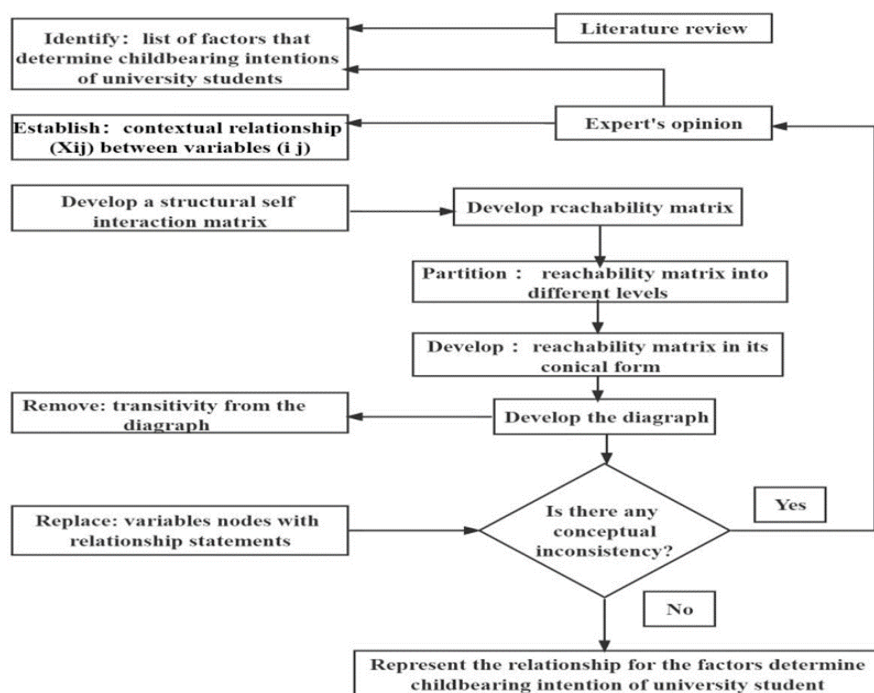 Identify： list of factors that
determine childbearing intentions
of university students
Literature review
Expert's opinion
Establish： contextual relationship
(Xij) between variables (i j)
Develop a structural self
interaction matrix
Develop rcachability matrix
Partition： reachability matrix into
different levels
Develop： reachability matrix in its
conical form
Remove: transitivity from the
diagraph
Develop the diagraph
Replace: variables nodes with
relationship statements
Is there any
conceptual
inconsistency?
Yes
No
Represent the relationship for the factors determine
childbearing intention of university student